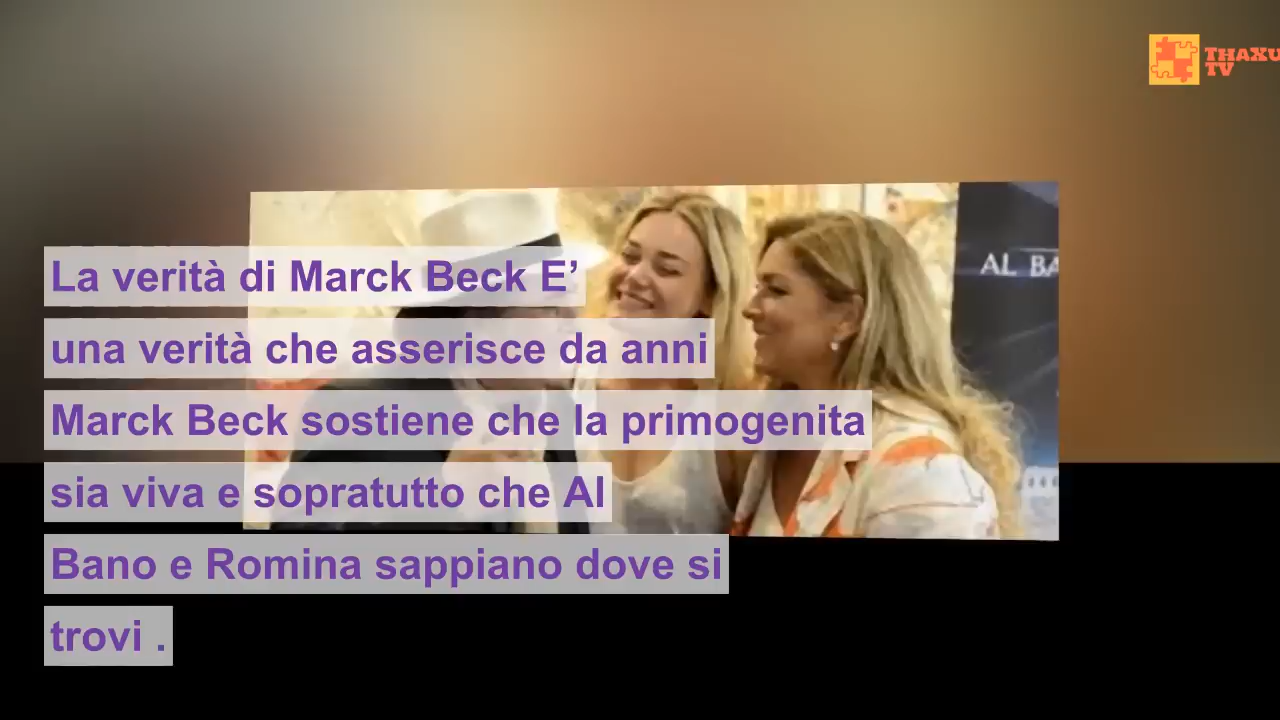 THAXU
TV
AL BA
La verità di Marck Beck E’
una verità che asserisce da anni
Marck Beck sostiene che la primogenita
sia viva e sopratutto che Al
Bano e Romina sappiano dove si
trovi .